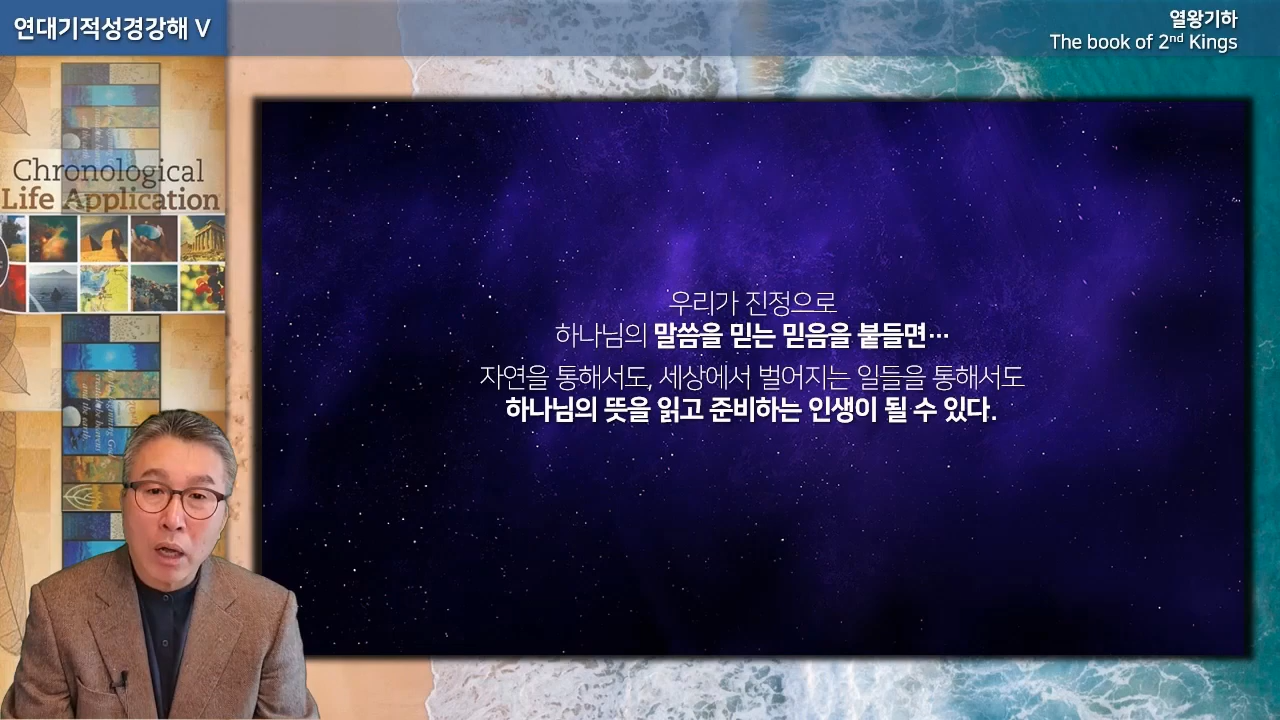 연대기적성경강해 V
열왕기하
The book of 2nd Kings
Chronological
Life Application
우리가 진정으로
하나님의 말씀을 믿는 믿음을 붙들면…
자연을 통해서도, 세상에서 벌어지는 일들을 통해서도
하나님의 뜻을 읽고 준비하는 인생이 될 수 있다.